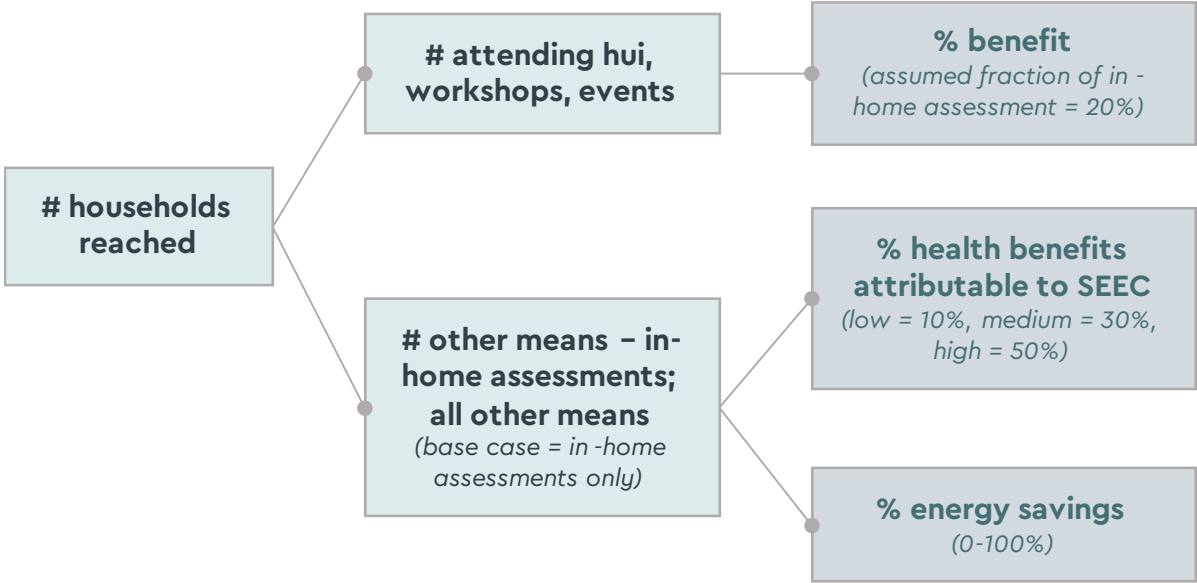 # households
reached
# attending hui,
workshops, events
# other means – in-
home assessments;
all other means
(base case = in -home
assessments only)
% benefit
(assumed fraction of in -
home assessment = 20%)
% health benefits
attributable to SEEC
(low = 10%, medium = 30%,
high = 50%)
% energy savings
(0-100%)